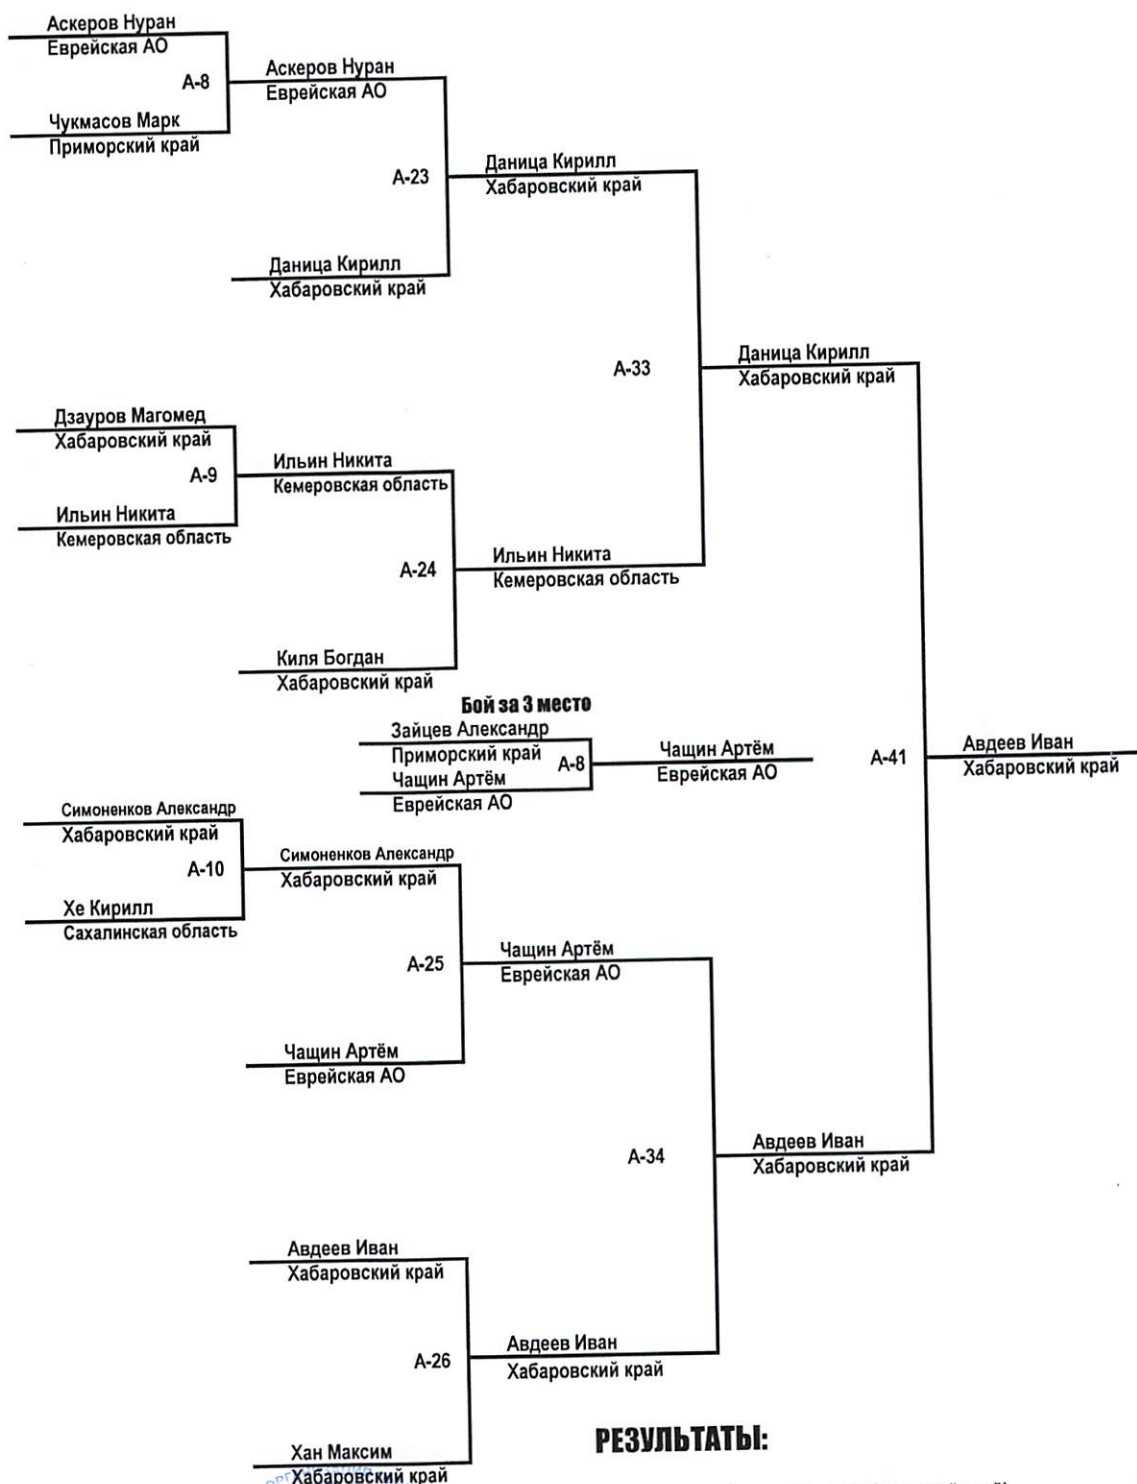 Аскеров Нуран
Еврейская АО
А-8
Аскеров Нуран
Еврейская АО
Чукмасов Марк
Приморский край
А-23
Даница Кирилл
Хабаровский край
Даница Кирилл
Хабаровский край
А-33
Даница Кирилл
Хабаровский край
Дзауров Магомед
Хабаровский край
А-9
Ильин Никита
Кемеровская область
Ильин Никита
Кемеровская область
А-24
Ильин Никита
Кемеровская область
Киля Богдан
Хабаровский край
Бой за 3 место
Зайцев Александр
Приморский край
А-8
Чащин Артём
Еврейская АО
Чащин Артём
Еврейская АО
А-41
Авдеев Иван
Хабаровский край
Симоненков Александр
Хабаровский край
А-10
Симоненков Александр
Хабаровский край
Хе Кирилл
Сахалинская область
А-25
Чащин Артём
Еврейская АО
Чащин Артём
Еврейская АО
А-34
Авдеев Иван
Хабаровский край
Авдеев Иван
Хабаровский край
А-26
Авдеев Иван
Хабаровский край
Хан Максим
Хабаровский край
РЕЗУЛЬТАТЫ: